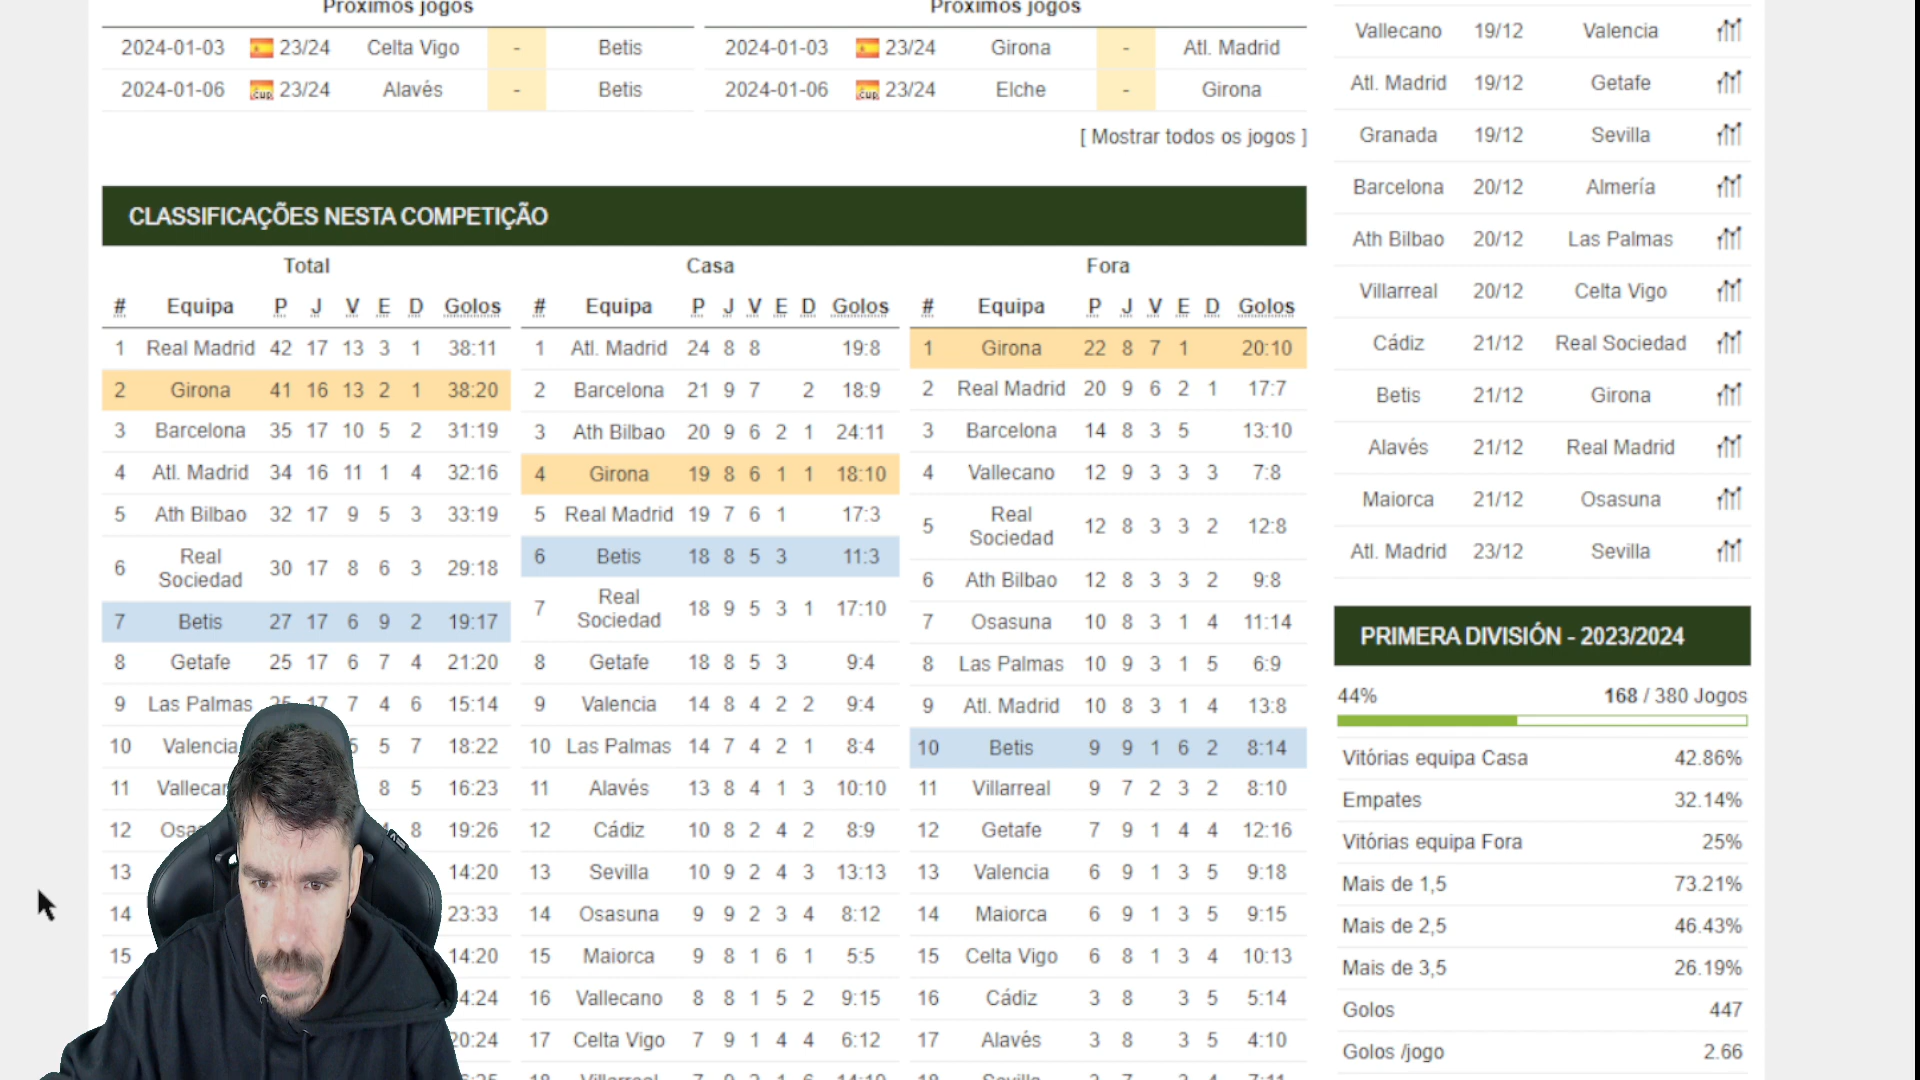 Próximos jogos
2024-01-03 23/24 Celta Vigo - Betis
2024-01-06 CUP 23/24 Alavés - Betis
Próximos jogos
2024-01-03 23/24 Girona - Atl. Madrid
2024-01-06 CUP 23/24 Elche - Girona
[ Mostrar todos os jogos ]
CLASSIFICAÇÕES NESTA COMPETIÇÃO
Total
# Equipa P J V E D Golos
1 Real Madrid 42 17 13 3 1 38:11
2 Girona 41 16 13 2 1 38:20
3 Barcelona 35 17 10 5 2 31:19
4 Atl. Madrid 34 16 11 1 4 32:16
5 Ath Bilbao 32 17 9 5 3 33:19
6 Real Sociedad 30 17 8 6 3 29:18
7 Betis 27 17 6 9 2 19:17
8 Getafe 25 17 6 7 4 21:20
9 Las Palmas 25 17 7 4 6 15:14
10 Valencia 5 5 7 18:22
11 8 5 16:23
12 8 19:26
13 14:20
14 23:33
15 14:20
4:24
20:24
Casa
# Equipa P J V E D Golos
1 Atl. Madrid 24 8 8 19:8
2 Barcelona 21 9 7 2 18:9
3 Ath Bilbao 20 9 6 2 1 24:11
4 Girona 19 8 6 1 1 18:10
5 Real Madrid 19 7 6 1 17:3
6 Betis 18 8 5 3 11:3
7 Real Sociedad 18 9 5 3 1 17:10
8 Getafe 18 8 5 3 9:4
9 Valencia 14 8 4 2 2 9:4
10 Las Palmas 14 7 4 2 1 8:4
11 Alavés 13 8 4 1 3 10:10
12 Cádiz 10 8 2 4 2 8:9
13 Sevilla 10 9 2 4 3 13:13
14 Osasuna 9 9 2 3 4 8:12
15 Maiorca 9 8 1 6 1 5:5
16 Vallecano 8 8 1 5 2 9:15
17 Celta Vigo 7 9 1 4 4 6:12
18 Villarreal 7 9 2 1 6
Fora
# Equipa P J V E D Golos
1 Girona 22 8 7 1 20:10
2 Real Madrid 20 9 6 2 1 17:7
3 Barcelona 14 8 3 5 13:10
4 Vallecano 12 9 3 3 3 7:8
5 Real Sociedad 12 8 3 3 2 12:8
6 Ath Bilbao 12 8 3 3 2 9:8
7 Osasuna 10 8 3 1 4 11:14
8 Las Palmas 10 9 3 1 5 6:9
9 Atl. Madrid 10 8 3 1 4 13:8
10 Betis 9 9 1 6 2 8:14
11 Villarreal 9 7 2 3 2 8:10
12 Getafe 7 9 1 4 4 12:16
13 Valencia 6 9 1 3 5 9:18
14 Maiorca 6 9 1 3 5 9:15
15 Celta Vigo 6 8 1 3 4 10:13
16 Cádiz 3 8 3 5 5:14
17 Alavés 3 8 3 5 4:10
18 Sevilla 3 7 3 4 7:11
Vallecano 19/12 Valencia
Atl. Madrid 19/12 Getafe
Granada 19/12 Sevilla
Barcelona 20/12 Almería
Ath Bilbao 20/12 Las Palmas
Villarreal 20/12 Celta Vigo
Cádiz 21/12 Real Sociedad
Betis 21/12 Girona
Alavés 21/12 Real Madrid
Maiorca 21/12 Osasuna
Atl. Madrid 23/12 Sevilla
PRIMERA DIVISIÓN - 2023/2024
44% 168 / 380 Jogos
Vitórias equipa Casa 42.86%
Empates 32.14%
Vitórias equipa Fora 25%
Mais de 1,5 73.21%
Mais de 2,5 46.43%
Mais de 3,5 26.19%
Golos 447
Golos /jogo 2.66